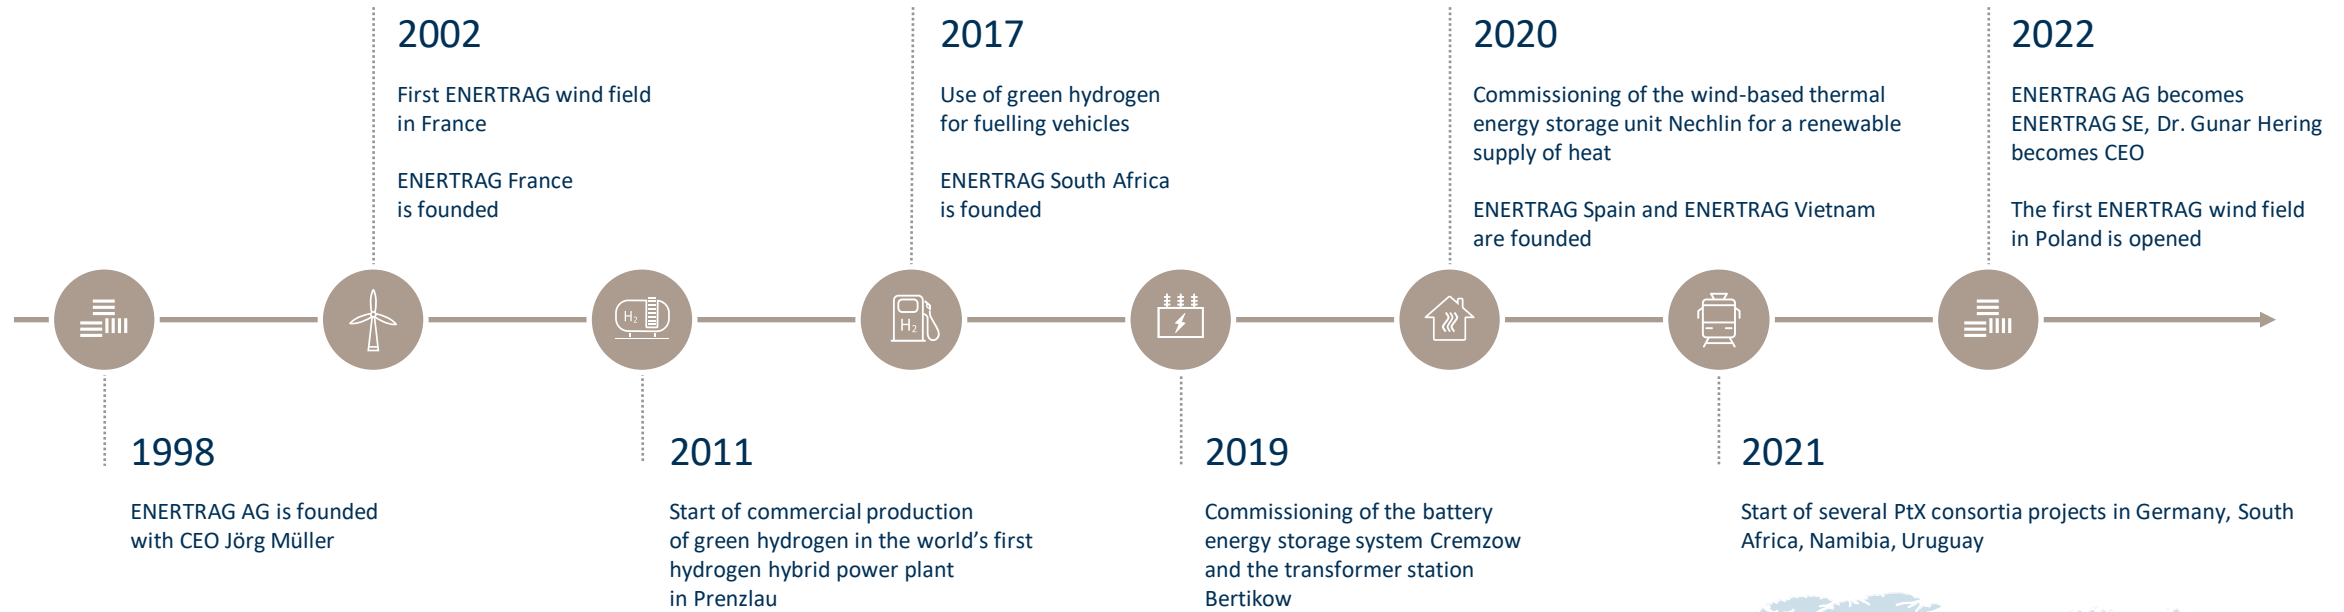 2002
First ENERTRAG wind field
in France
ENERTRAG France
is founded
2017
Use of green hydrogen
for fuelling vehicles
ENERTRAG South Africa
is founded
2020
Commissioning of the wind-based thermal
energy storage unit Nechlin for a renewable
supply of heat
ENERTRAG Spain and ENERTRAG Vietnam
are founded
2022
ENERTRAG AG becomes
ENERTRAG SE, Dr. Gunar Hering
becomes CEO
The first ENERTRAG wind field
in Poland is opened
H₂
H₂
1998
ENERTRAG AG is founded
with CEO Jörg Müller
2011
Start of commercial production
of green hydrogen in the world’s first
hydrogen hybrid power plant
in Prenzlau
2019
Commissioning of the battery
energy storage system Cremzow
and the transformer station
Bertikow
2021
Start of several PtX consortia projects in Germany, South
Africa, Namibia, Uruguay